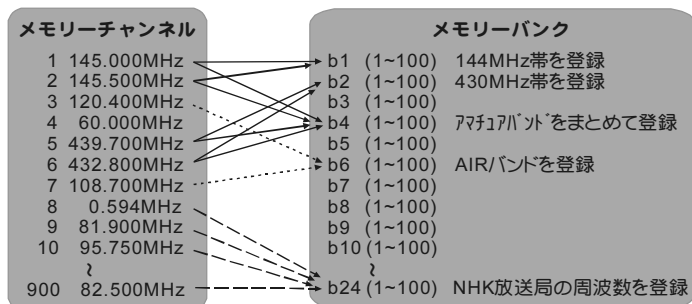 メモリーチャンネル
1 145.000MHz
2 145.500MHz
3 120.400MHz
4 60.000MHz
5 439.700MHz
6 432.800MHz
7 108.700MHz
8 0.594MHz
9 81.900MHz
10 95.750MHz
~
900 82.500MHz
メモリーバンク
b1 (1~100) 144MHz帯を登録
b2 (1~100) 430MHz帯を登録
b3 (1~100)
b4 (1~100) ｱﾏﾁｭｱﾊﾞﾝﾄﾞをまとめて登録
b5 (1~100)
b6 (1~100) AIRバンドを登録
b7 (1~100)
b8 (1~100)
b9 (1~100)
b10 (1~100)
~
b24 (1~100) NHK放送局の周波数を登録